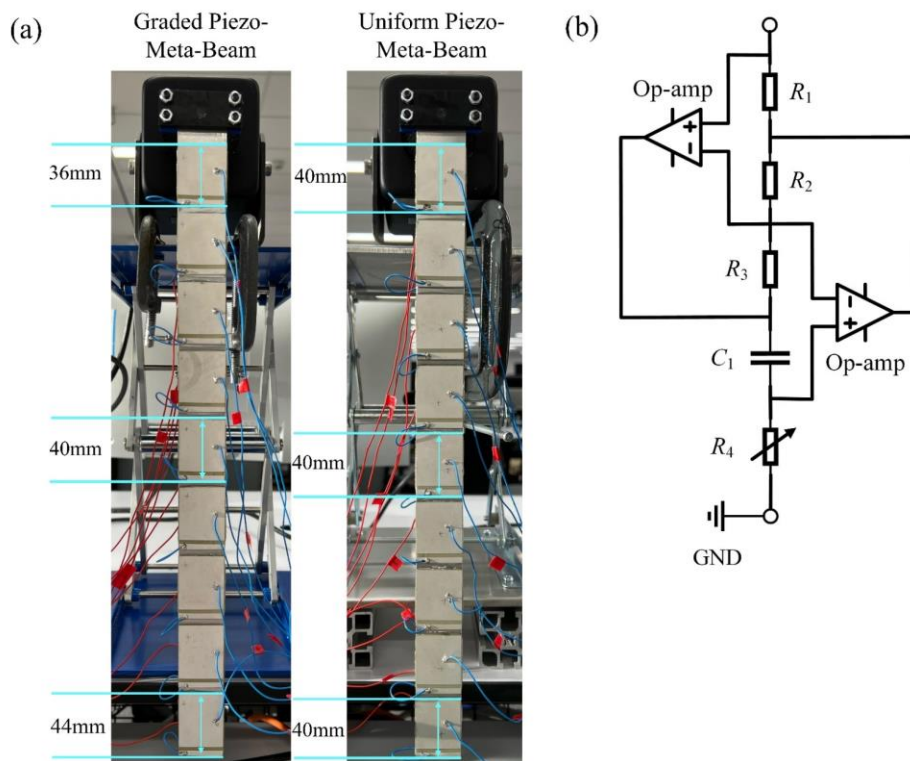 (a)
Graded Piezo-
Meta-Beam
Uniform Piezo-
Meta-Beam
36mm
40mm
44mm
40mm
40mm
40mm
(b)
Op-amp
R1
R2
R3
C1
Op-amp
R4
GND